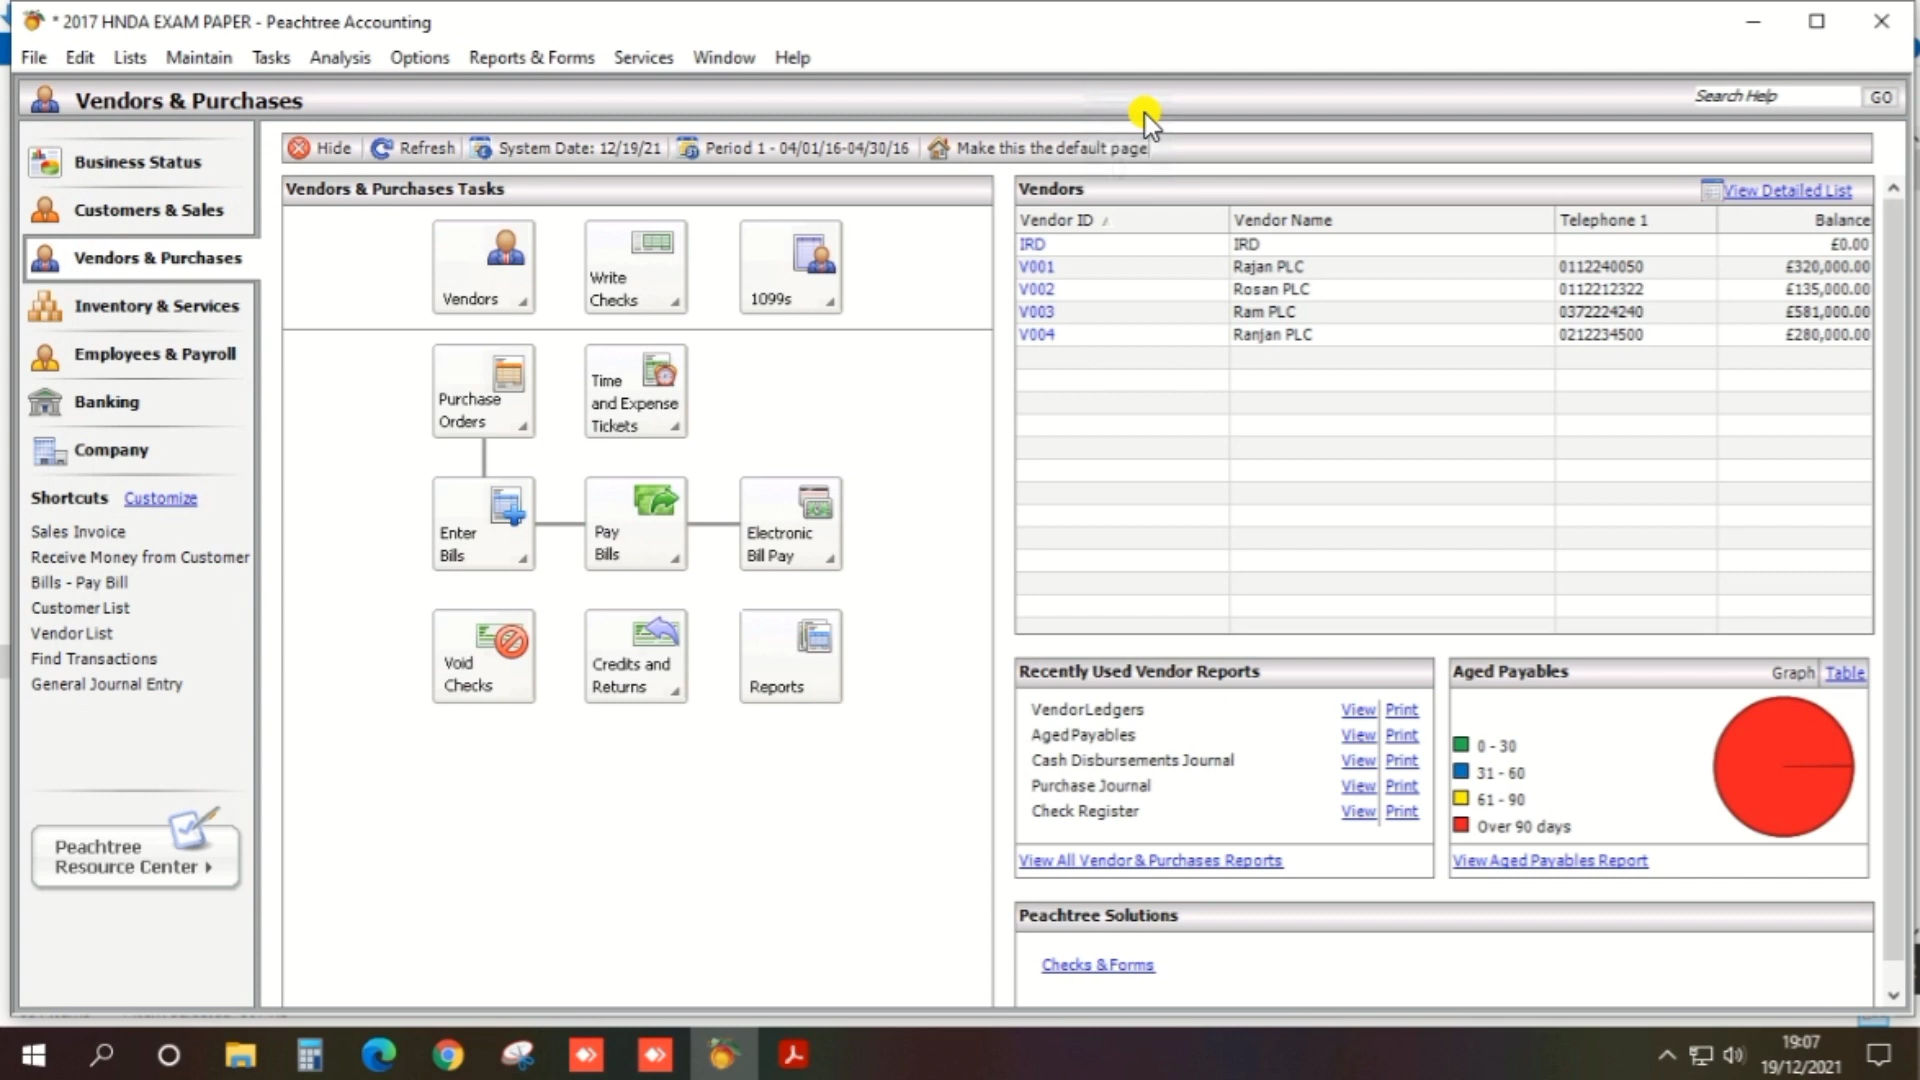 * 2017 HNDA EXAM PAPER - Peachtree Accounting
File Edit Lists Maintain Tasks Analysis Options Reports & Forms Services Window Help
Vendors & Purchases
Search Help GO
Business Status
Customers & Sales
Vendors & Purchases
Inventory & Services
Employees & Payroll
Banking
Company
Shortcuts Customize
Sales Invoice
Receive Money from Customer
Bills - Pay Bill
Customer List
Vendor List
Find Transactions
General Journal Entry
Peachtree
Resource Center
Hide Refresh System Date: 12/19/21 Period 1 - 04/01/16-04/30/16 Make this the default page
Vendors & Purchases Tasks
Vendors
Write
Checks
1099s
Purchase
Orders
Time
and Expense
Tickets
Enter
Bills
Pay
Bills
Electronic
Bill Pay
Void
Checks
Credits and
Returns
Reports
Vendors View Detailed List
Vendor ID Vendor Name Telephone 1 Balance
IRD IRD £0.00
V001 Rajan PLC 0112240050 £320,000.00
V002 Rosan PLC 0112212322 £135,000.00
V003 Ram PLC 0372224240 £581,000.00
V004 Ranjan PLC 0212234500 £280,000.00
Recently Used Vendor Reports
Vendor Ledgers View Print
Aged Payables View Print
Cash Disbursements Journal View Print
Purchase Journal View Print
Check Register View Print
View All Vendor & Purchases Reports
Aged Payables Graph Table
0 - 30
31 - 60
61 - 90
Over 90 days
View Aged Payables Report
Peachtree Solutions
Checks & Forms
19:07
19/12/2021